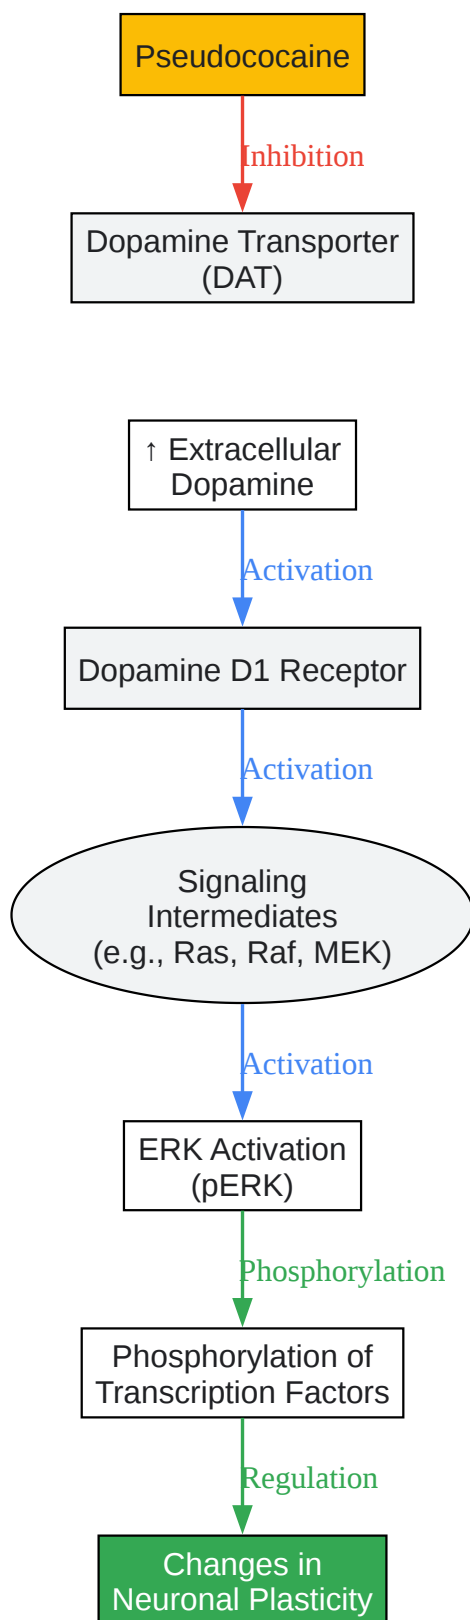 Pseudococaine
Inhibition
Dopamine Transporter
(DAT)
↑ Extracellular
Dopamine
Activation
Dopamine D1 Receptor
Activation
Signaling
Intermediates
(e.g., Ras, Raf, MEK)
Activation
ERK Activation
(pERK)
Phosphorylation
Phosphorylation of
Transcription Factors
Regulation
Changes in
Neuronal Plasticity